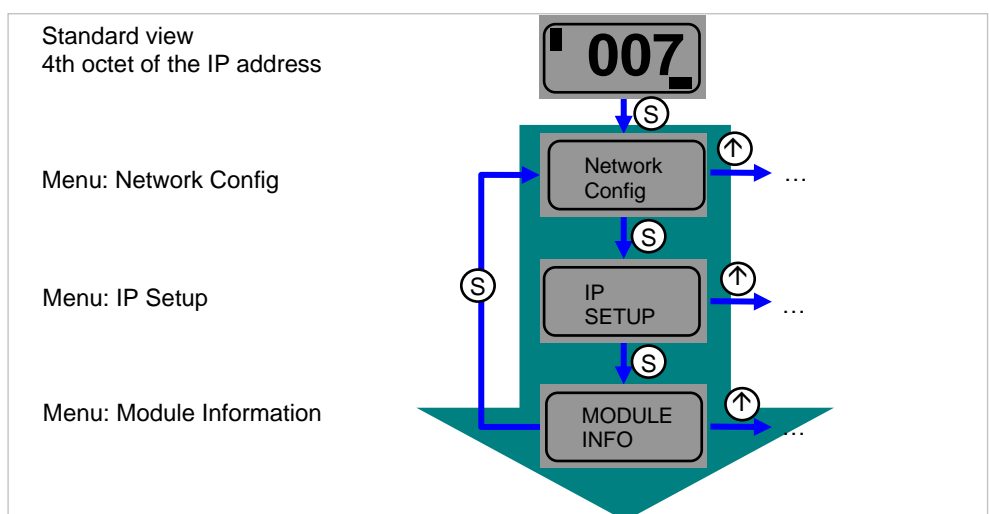 Standard view
4th octet of the IP address
007
S
Menu: Network Config
Network
Config
↑
...
S
Menu: IP Setup
S
IP
SETUP
↑
...
S
Menu: Module Information
MODULE
INFO
↑
...